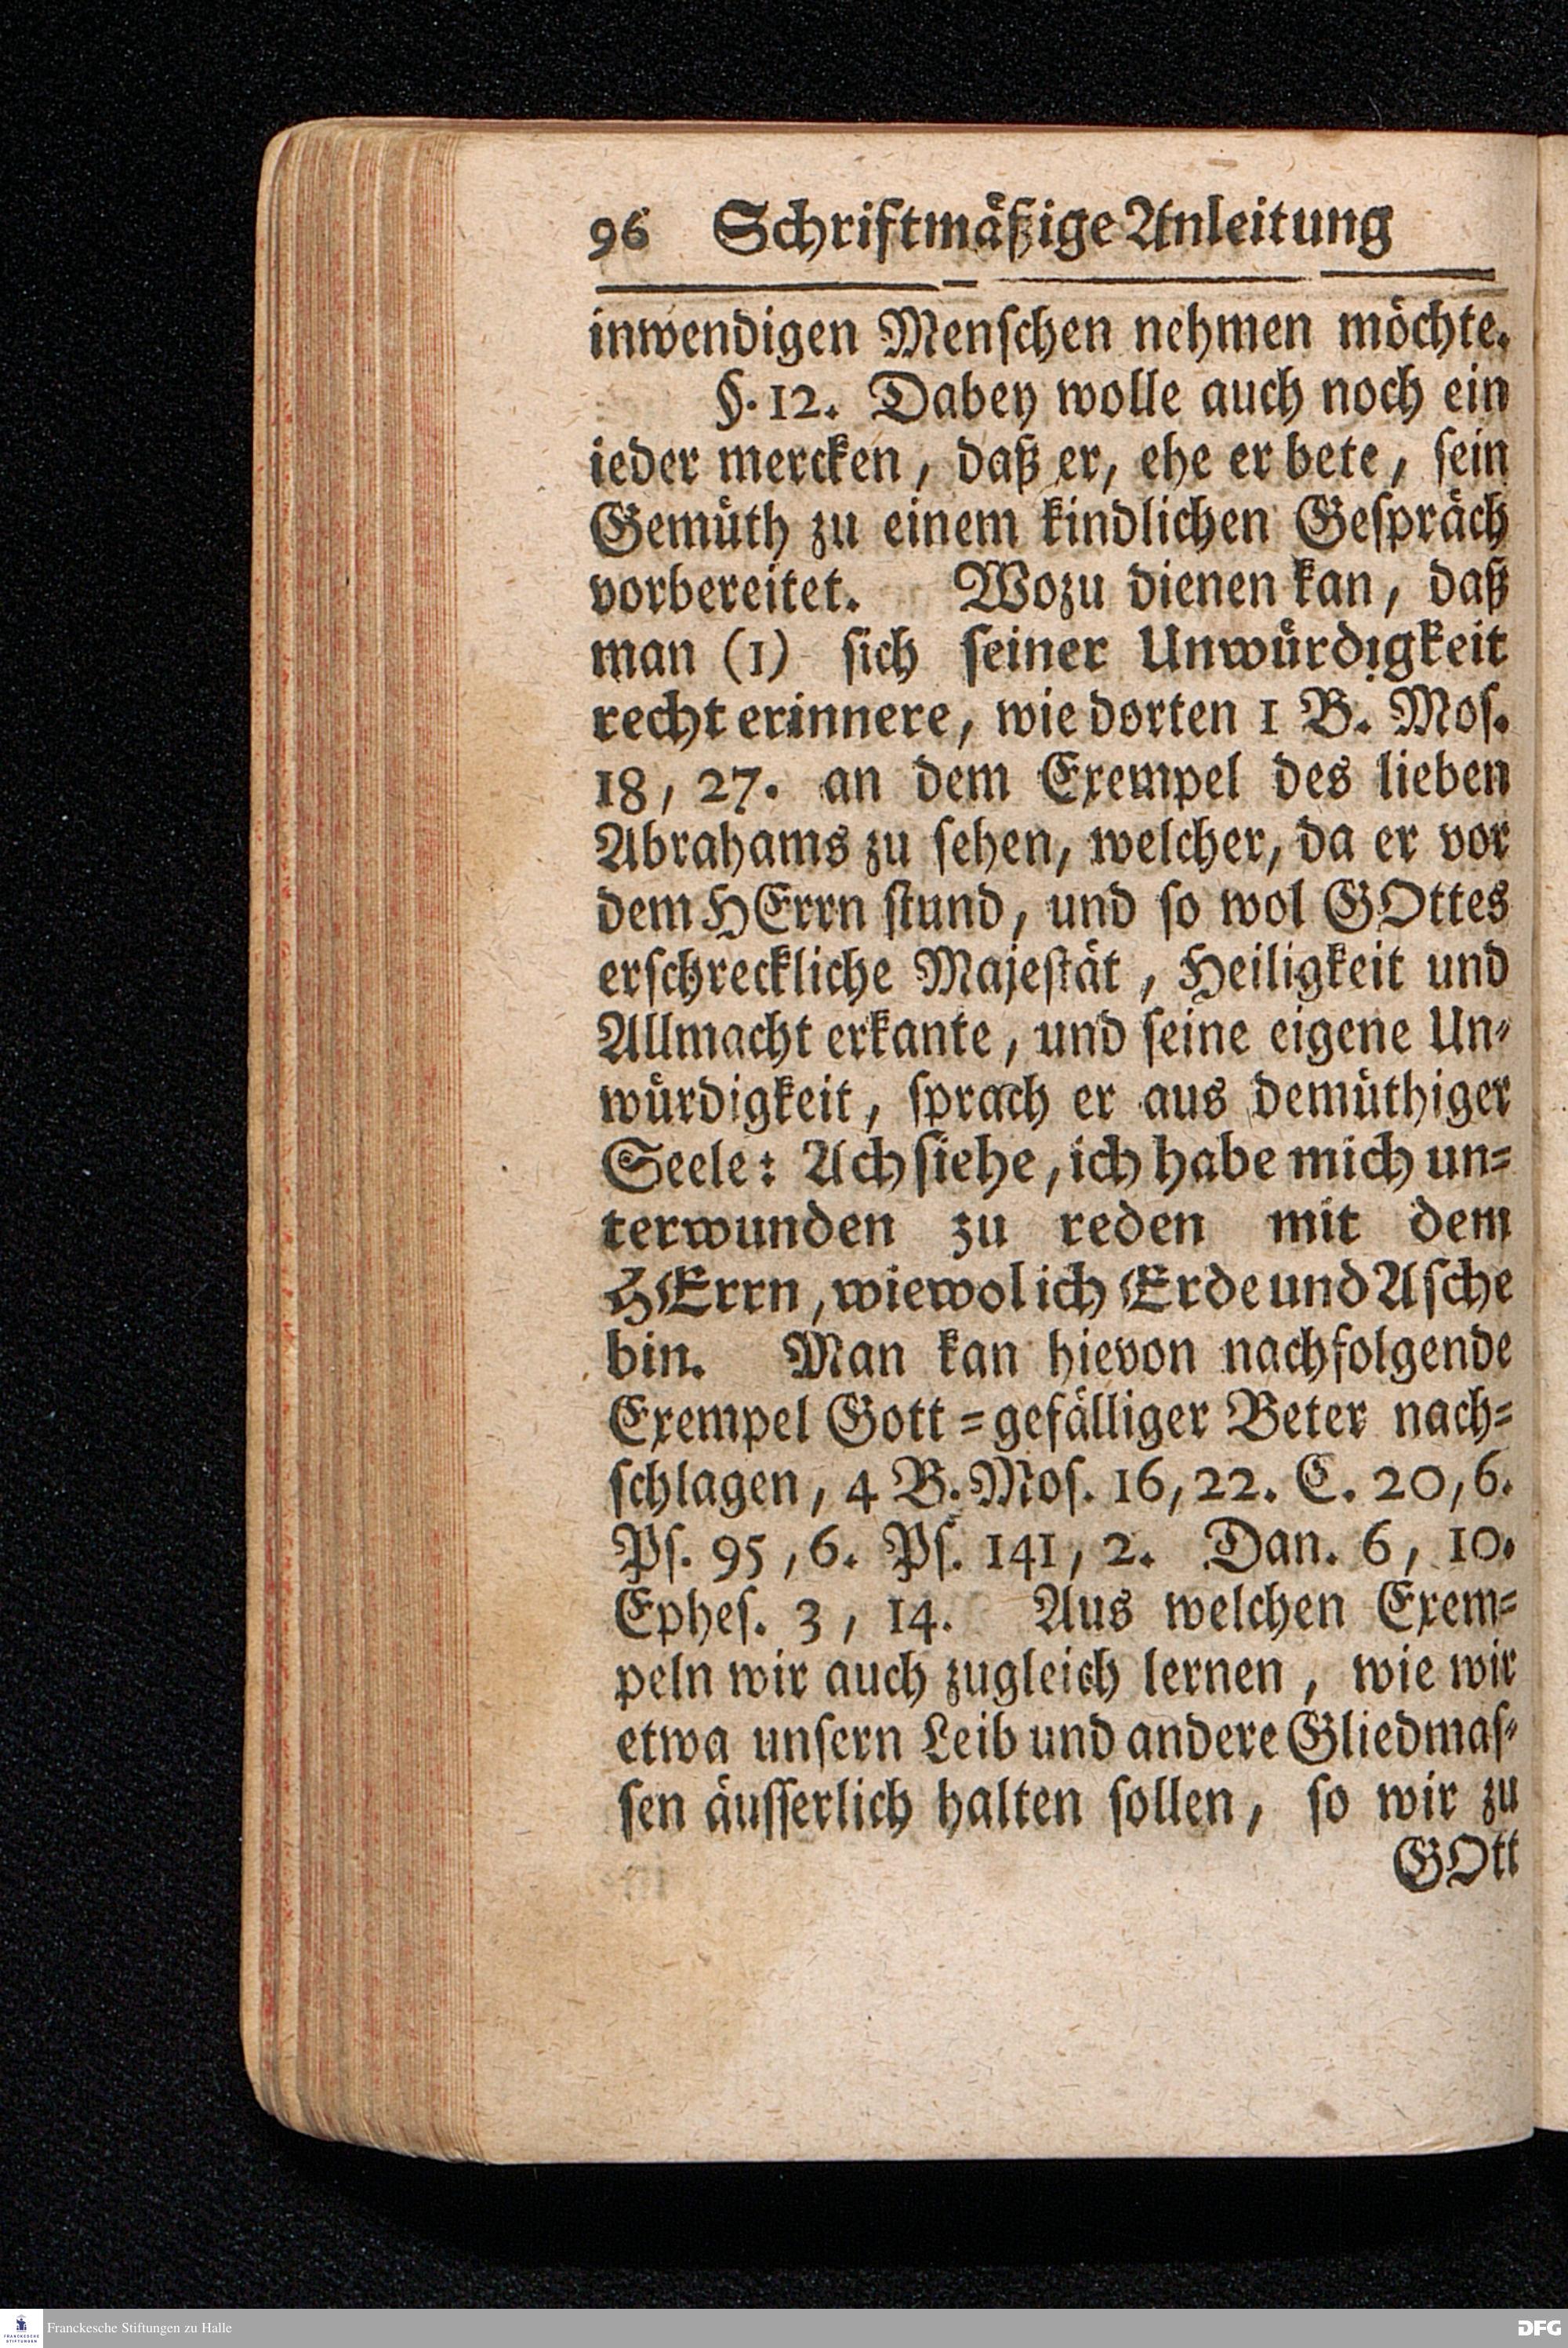 96 Schriftmäßige Anleitung
inwendigen Menschen nehmen möchte.
§. 12. Dabey wolle auch noch ein
ieder mercken, daß er, ehe er bete, sein
Gemüth zu einem kindlichen Gespräch
vorbereitet. Wozu dienen kan, daß
man (1) sich seiner Unwürdigkeit
recht erinnere, wie dorten 1 B. Mos.
18, 27. an dem Exempel des lieben
Abrahams zu sehen, welcher, da er vor
dem HErrn stund, und so wol GOttes
erschreckliche Majestät, Heiligkeit und
Allmacht erkante, und seine eigene Un-
würdigkeit, sprach er aus demüthiger
Seele: Ach siehe, ich habe mich un-
terwunden zu reden mit dem
HErrn, wiewol ich Erde und Asche
bin. Man kan hievon nachfolgende
Exempel Gott-gefälliger Beter nach-
schlagen, 4 B. Mos. 16, 22. C. 20, 6.
Ps. 95, 6. Ps. 141, 2. Dan. 6, 10.
Ephes. 3, 14. Aus welchen Exem-
peln wir auch zugleich lernen, wie wir
etwa unsern Leib und andere Gliedmas-
sen äusserlich halten sollen, so wir zu
GOtt
Franckesche Stiftungen zu Halle
DFG